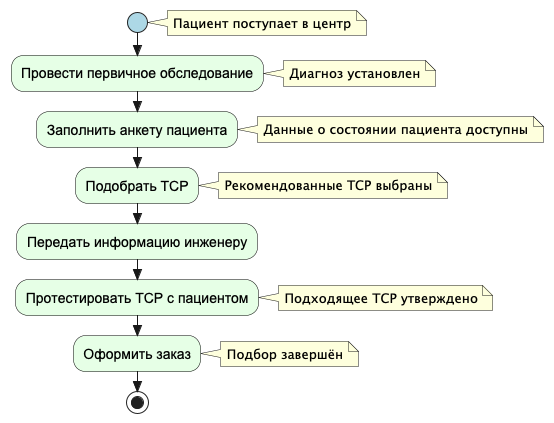 Пациент поступает в центр
Провести первичное обследование
Диагноз установлен
Заполнить анкету пациента
Данные о состоянии пациента доступны
Подобрать ТСР
Рекомендованные ТСР выбраны
Передать информацию инженеру
Протестировать ТСР с пациентом
Подходящее ТСР утверждено
Оформить заказ
Подбор завершён